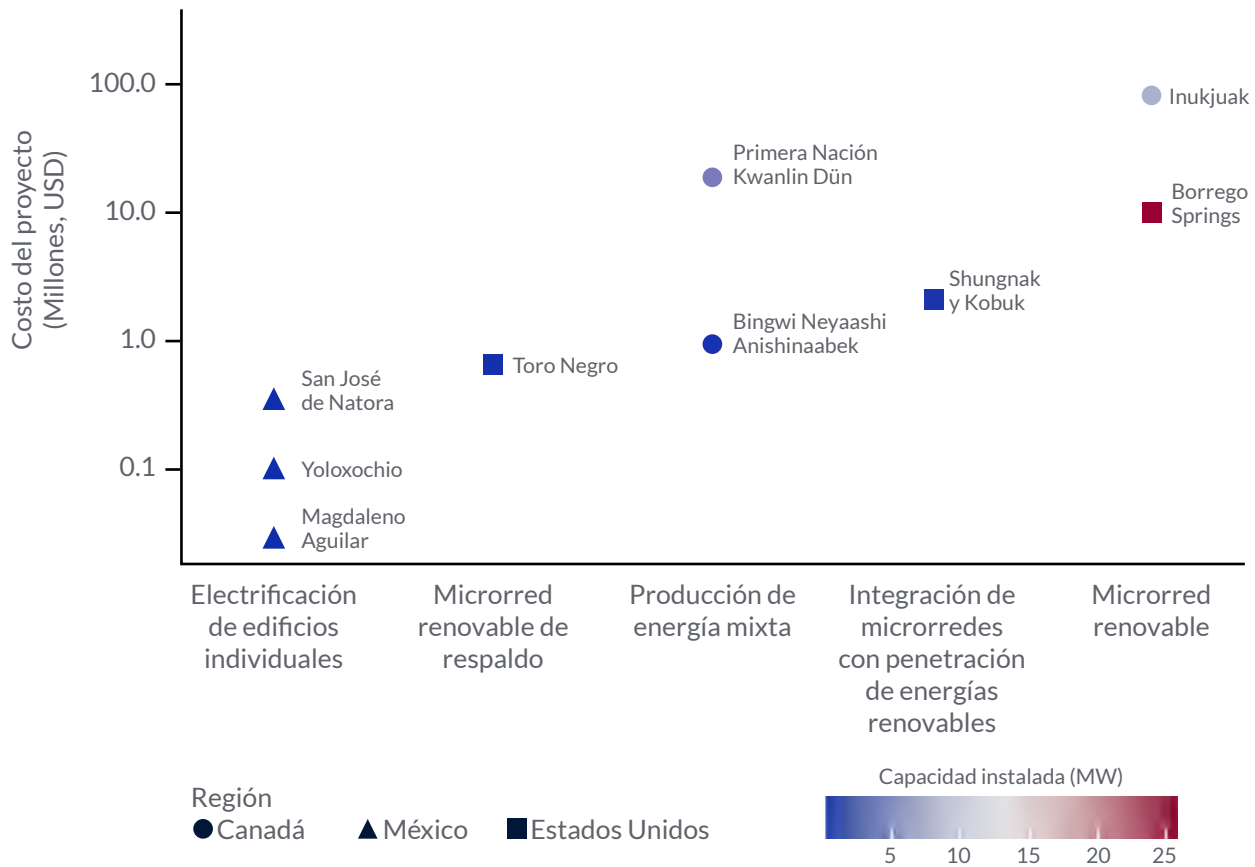 Costo del proyecto
(Millones, USD)
100.0
10.0
1.0
0.1
Inukjuak
Primera Nación
Kwanlin Dün
Borrego
Springs
Shungnak
y Kobuk
Bingwi Neyaashi
Anishinaabek
Toro Negro
San José
de Natora
Yoloxochio
Magdaleno
Aguilar
Electrificación
de edificios
individuales
Microrred
renovable de
respaldo
Producción de
energía mixta
Integración de
microrredes
con penetración
de energías
renovables
Microrred
renovable
Región
Canadá México Estados Unidos
Capacidad instalada (MW)
5 10 15 20 25